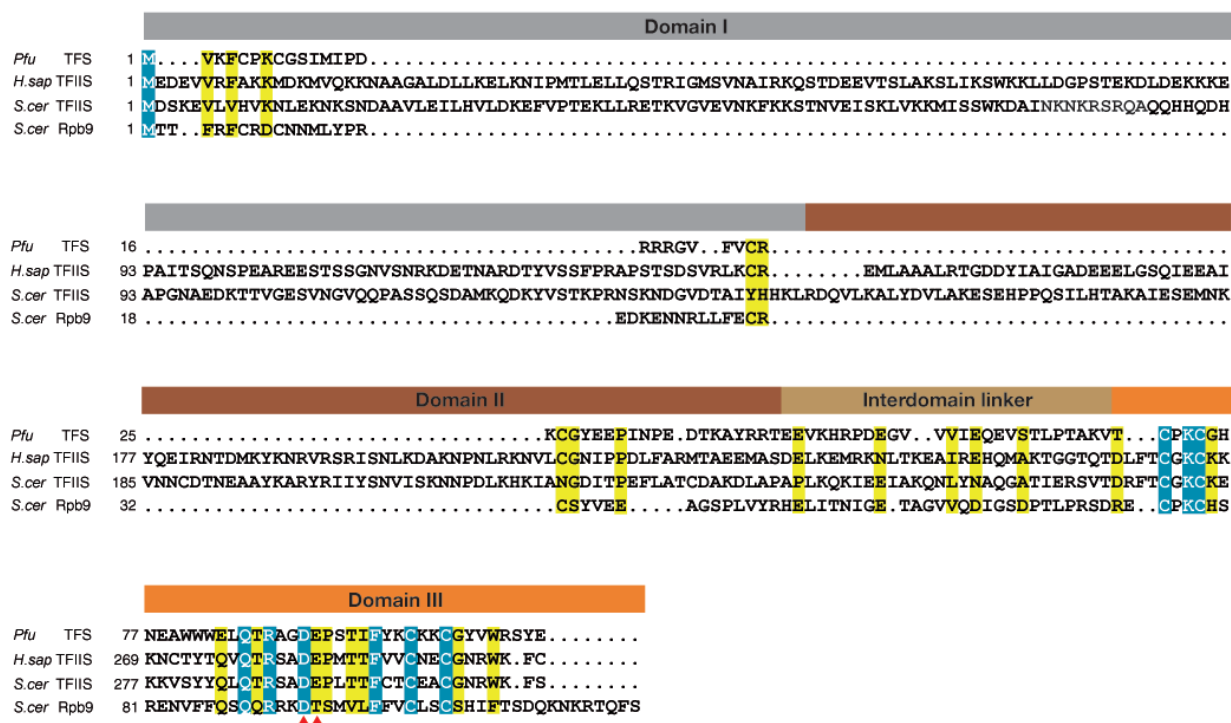 Domain I
Pfu TFS 1 M....VKFCPKCGSIMIPD.........................................................................
H.sap TFIIS 1 MEDEVVRFAKKMDKMVQKKNAAGALDLLKELKNIPMTLELLQSTRIGMSVNAIRKQSTDEEVTSLAKSLIKSWKKLLDGPSTEKDLDEKKKE
S.cer TFIIS 1 MDSKEVLVHVKNLEKNKSNDAAVLEILHVLDKEFVPTEKLLRETKVGVEVNKFKKSTNVEISKLVKKMISSWKDAINKNKRSRQAQQHHQDH
S.cer Rpb9 1 MTT..FRFCRDCNNMLYPR.........................................................................
Pfu TFS 16 ..........................................RRRGV..FVCR.......................................
H.sap TFIIS 93 PAITSQNSPEAREESTSSGNVSNRKDETNARDTYVSSFPRAPSTSDSVRLKCR........EMLAAALRTGDDYIAIGADEEELGSQIEEAI
S.cer TFIIS 93 APGNAEDKTTVGESVNGVQQPASSQSDAMKQDKYVSTKPRNSKNDGVDTAIYHHKLRDQVLKALYDVLAKESEHPPQSILHTAKAIESEMNK
S.cer Rpb9 18 ........................................EDKENNRLLFECR.......................................
Domain II Interdomain linker
Pfu TFS 25 ..................................KCGYEEPINPE.DTKAYRRTEEVKHRPDEGV..VVIEQEVSTLPTAKVT...CPKCGH
H.sap TFIIS 177 YQEIRNTDMKYKNRVRSRISNLKDAKNPNLRKNVLCGNIPPDLFARMTAEEMASDELKEMRKNLTKEAIREHQMAKTGGTQTDLFTCGKCKK
S.cer TFIIS 185 VNNCDTNEAAYKARYRIIYSNVISKNNPDLKHKIANGDITPEFLATCDAKDLAPAPLKQKIEEIAKQNLYNAQGATIERSVTDRFTCGKCKE
S.cer Rpb9 32 ...................................CSYVEE.....AGSPLVYRHELITNIGE.TAGVVQDIGSDPTLPRSDRE..CPKCHS
Domain III
Pfu TFS 77 NEAWWWELQTRAGDEPSTIFYKCKKCGYVWRSYE........
H.sap TFIIS 269 KNCTYTQVQTRSADEPMTTFVVCNECGNRWK.FC........
S.cer TFIIS 277 KKVSYYQLQTRSADEPLTTFCTCEACGNRWK.FS........
S.cer Rpb9 81 RENVFFQSQQRRKDTSMVLFFVCLSCSHIFTSDQKNKRTQFS